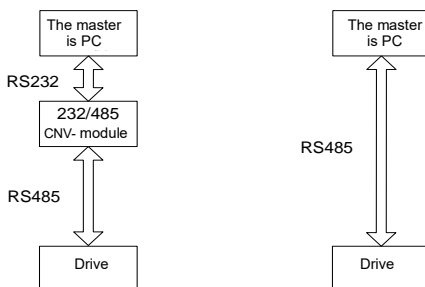 The master
is PC
RS232
232/485
CNV- module
RS485
Drive
The master
is PC
RS485
Drive